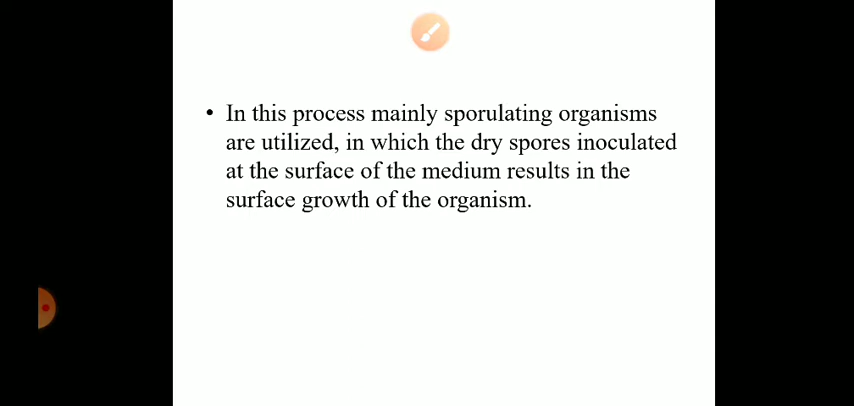 • In this process mainly sporulating organisms
are utilized, in which the dry spores inoculated
at the surface of the medium results in the
surface growth of the organism.